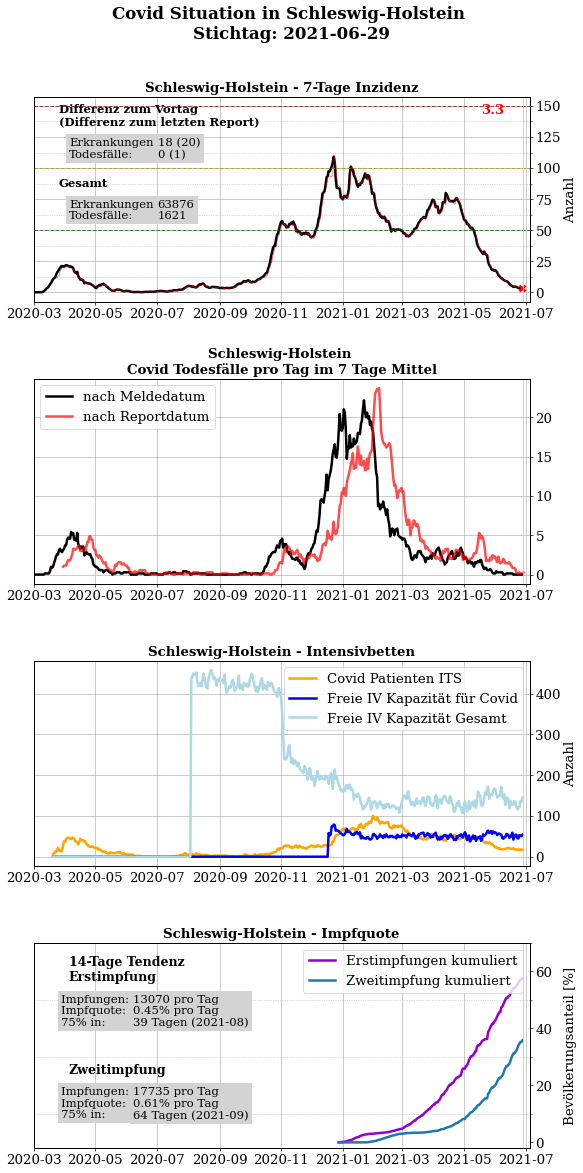 Covid Situation in Schleswig-Holstein
Stichtag: 2021-06-29
Schleswig-Holstein - 7-Tage Inzidenz
Differenz zum Vortag
(Differenz zum letzten Report)
Erkrankungen 18 (20)
Todesfälle: 0 (1)
Gesamt
Erkrankungen 63876
Todesfälle: 1621
3.3
150
125
100
75
50
25
0
Anzahl
2020-03 2020-05 2020-07 2020-09 2020-11 2021-01 2021-03 2021-05 2021-07
Schleswig-Holstein
Covid Todesfälle pro Tag im 7 Tage Mittel
nach Meldedatum
nach Reportdatum
20
15
10
5
0
2020-03 2020-05 2020-07 2020-09 2020-11 2021-01 2021-03 2021-05 2021-07
Schleswig-Holstein - Intensivbetten
Covid Patienten ITS
Freie IV Kapazität für Covid
Freie IV Kapazität Gesamt
400
300
200
100
0
Anzahl
2020-03 2020-05 2020-07 2020-09 2020-11 2021-01 2021-03 2021-05 2021-07
Schleswig-Holstein - Impfquote
14-Tage Tendenz
Erstimpfung
Impfungen: 13070 pro Tag
Impfquote: 0.45% pro Tag
75% in: 39 Tagen (2021-08)
Zweitimpfung
Impfungen: 17735 pro Tag
Impfquote: 0.61% pro Tag
75% in: 64 Tagen (2021-09)
Erstimpfungen kumuliert
Zweitimpfung kumuliert
60
40
20
0
Bevölkerungsanteil [%]
2020-03 2020-05 2020-07 2020-09 2020-11 2021-01 2021-03 2021-05 2021-07